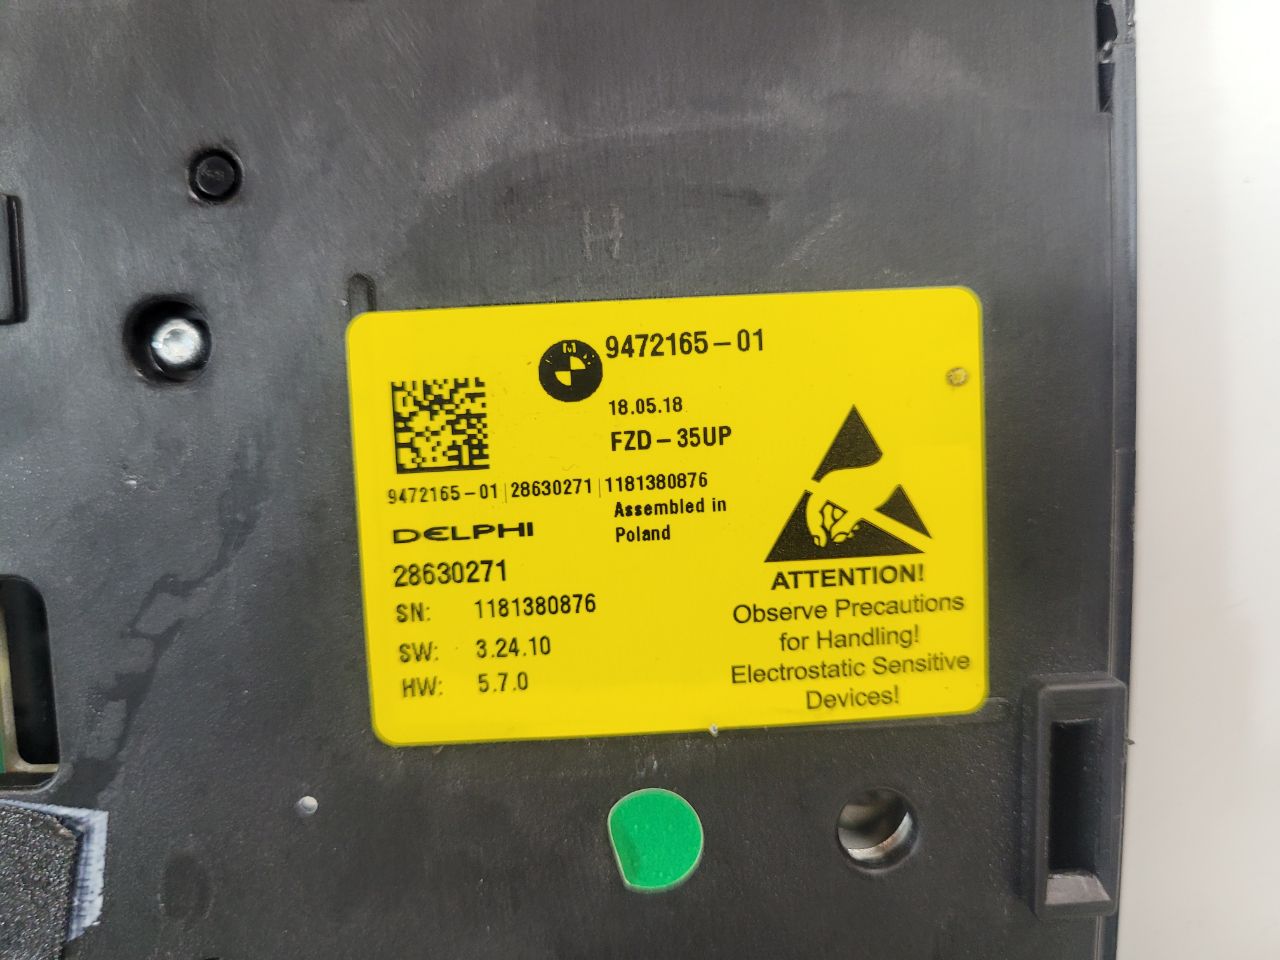 H
BMW
9472165-01
18.05.18
FZD-35UP
9472165-01|28630271|1181380876
Assembled in
Poland
DELPHI
28630271
SN: 1181380876
SW: 3.24.10
HW: 5.7.0
ATTENTION!
Observe Precautions
for Handling!
Electrostatic Sensitive
Devices!